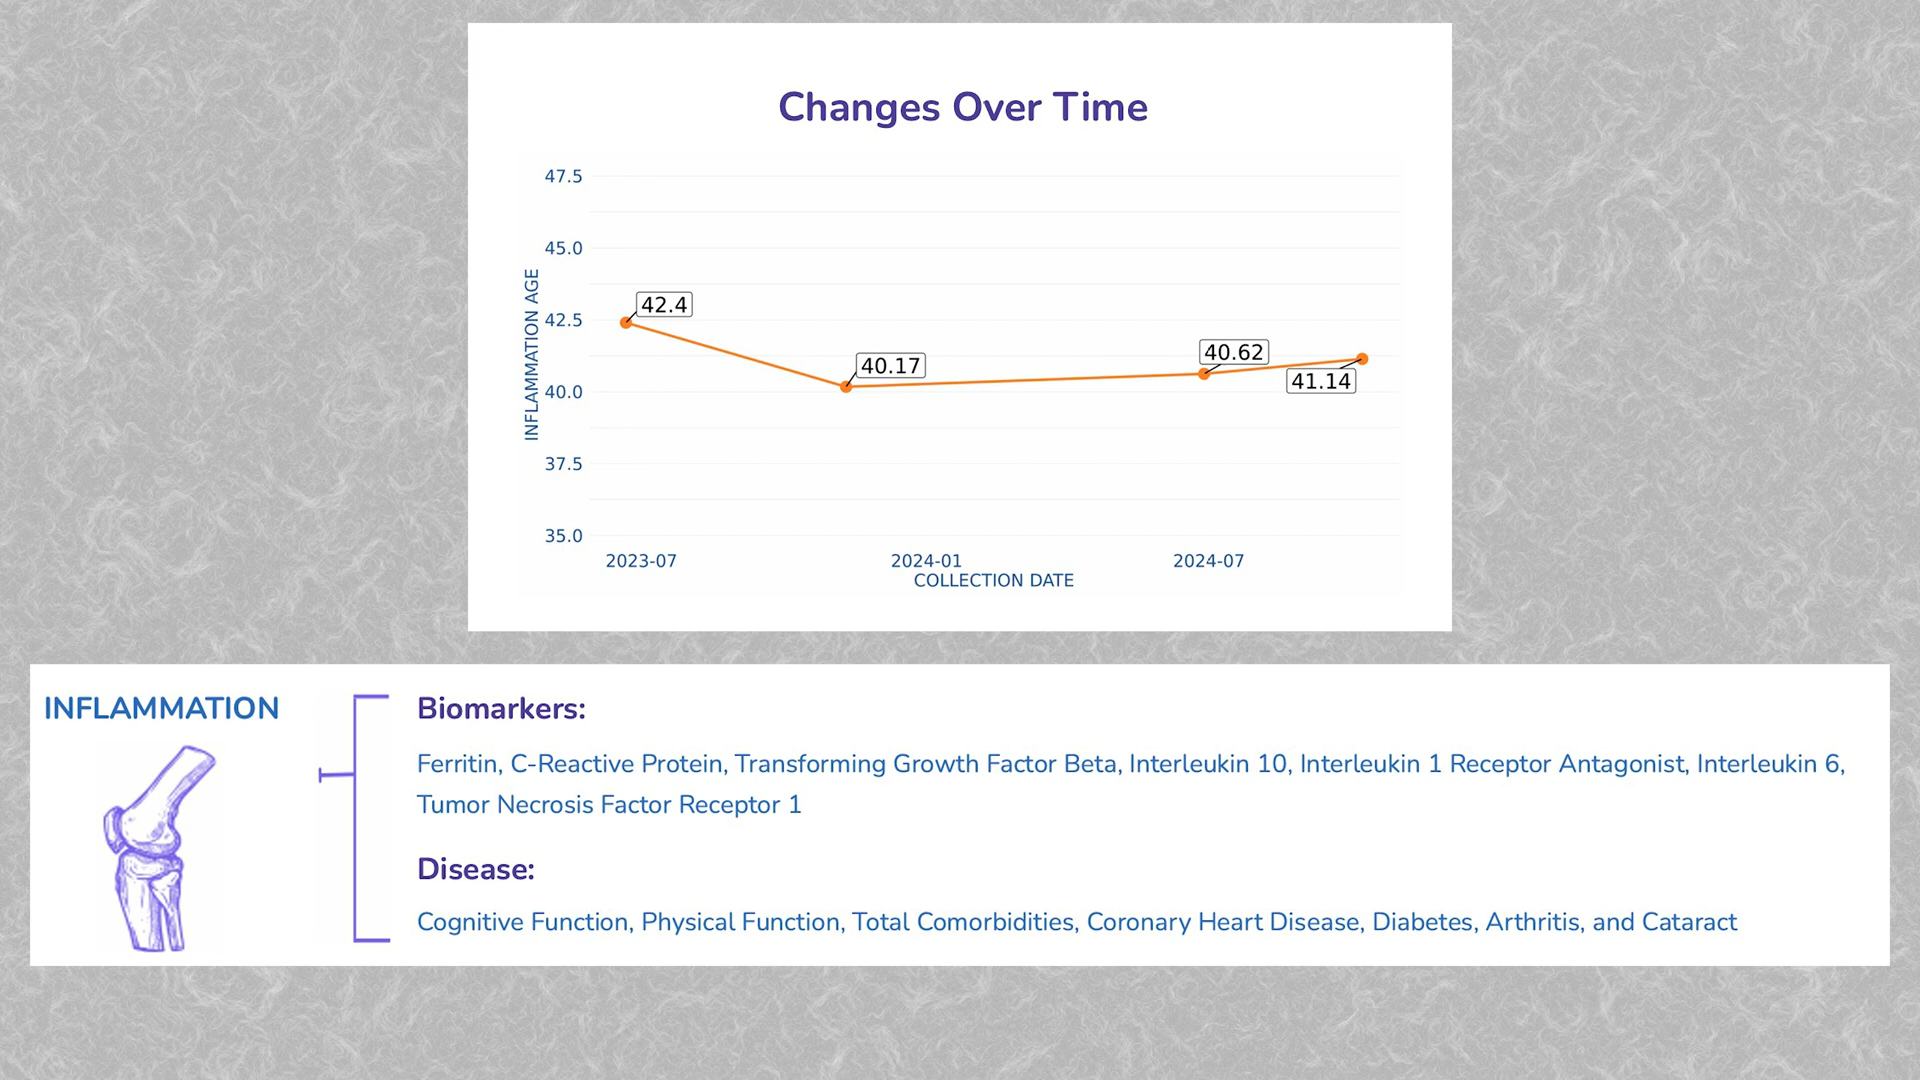 Changes Over Time
47.5
45.0
42.5
40.0
37.5
35.0
INFLAMMATION AGE
42.4
40.17
40.62
41.14
2023-07
2024-01
2024-07
COLLECTION DATE
INFLAMMATION
Biomarkers:
Ferritin, C-Reactive Protein, Transforming Growth Factor Beta, Interleukin 10, Interleukin 1 Receptor Antagonist, Interleukin 6,
Tumor Necrosis Factor Receptor 1
Disease:
Cognitive Function, Physical Function, Total Comorbidities, Coronary Heart Disease, Diabetes, Arthritis, and Cataract